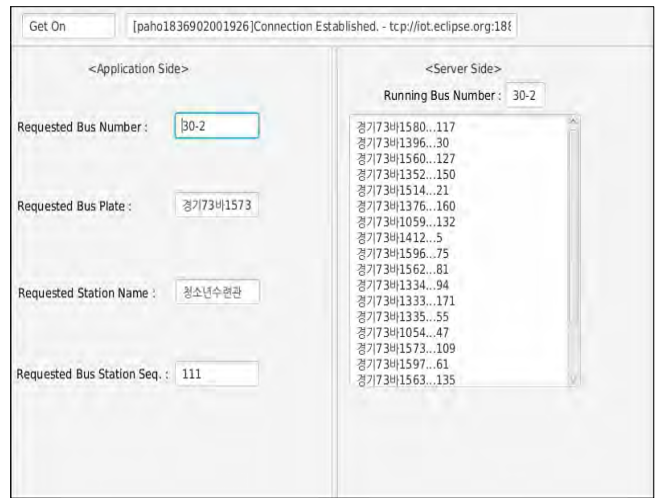 Get On
[paho1836902001926]Connection Established. - tcp://iot.eclipse.org:188
<Application Side>
Requested Bus Number :
30-2
Requested Bus Plate :
경기73바1573
Requested Station Name :
청소년수련관
Requested Bus Station Seq. :
111
<Server Side>
Running Bus Number :
30-2
경기73바1580...117
경기73바1396...30
경기73바1560...127
경기73바1352...150
경기73바1514...21
경기73바1376...160
경기73바1059...132
경기73바1412...5
경기73바1596...75
경기73바1562...81
경기73바1334...94
경기73바1333...171
경기73바1335...55
경기73바1054...47
경기73바1573...109
경기73바1597...61
경기73바1563...135